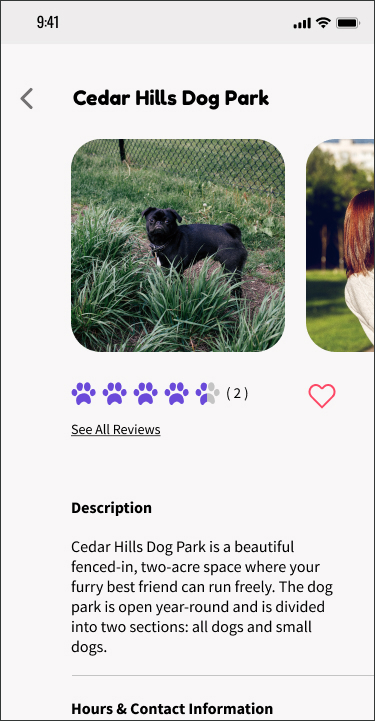 9:41
Cedar Hills Dog Park
( 2 )
See All Reviews
Description
Cedar Hills Dog Park is a beautiful
fenced-in, two-acre space where your
furry best friend can run freely. The dog
park is open year-round and is divided
into two sections: all dogs and small
dogs.
Hours & Contact Information